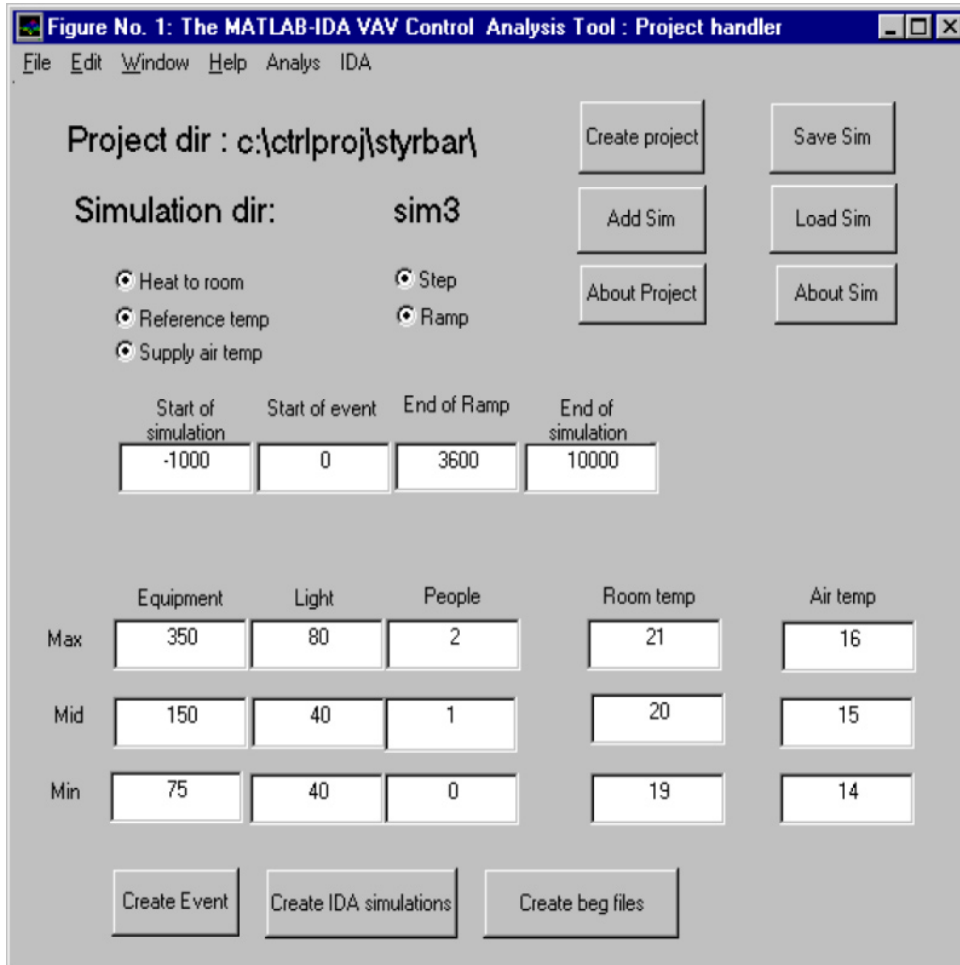 Figure No. 1: The MATLAB-IDA VAV Control Analysis Tool : Project handler
File Edit Window Help Analys IDA
Project dir : c:\ctrlproj\styrbar\
Create project
Save Sim
Simulation dir: sim3
Add Sim
Load Sim
Heat to room
Step
About Project
About Sim
Reference temp
Ramp
Supply air temp
Start of
simulation
Start of event
End of Ramp
End of
simulation
-1000 0 3600 10000
Equipment Light People Room temp Air temp
Max 350 80 2 21 16
Mid 150 40 1 20 15
Min 75 40 0 19 14
Create Event
Create IDA simulations
Create beg files